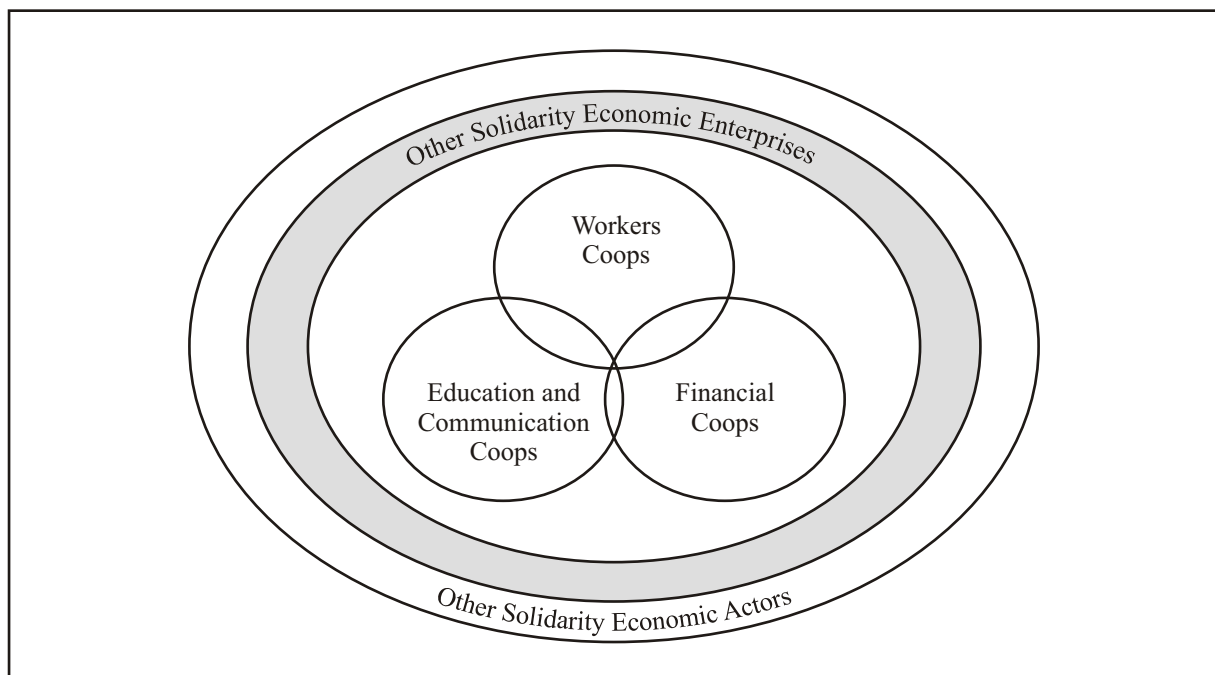 Other Solidarity Economic Enterprises
Workers
Coops
Education and
Communication
Coops
Financial
Coops
Other Solidarity Economic Actors